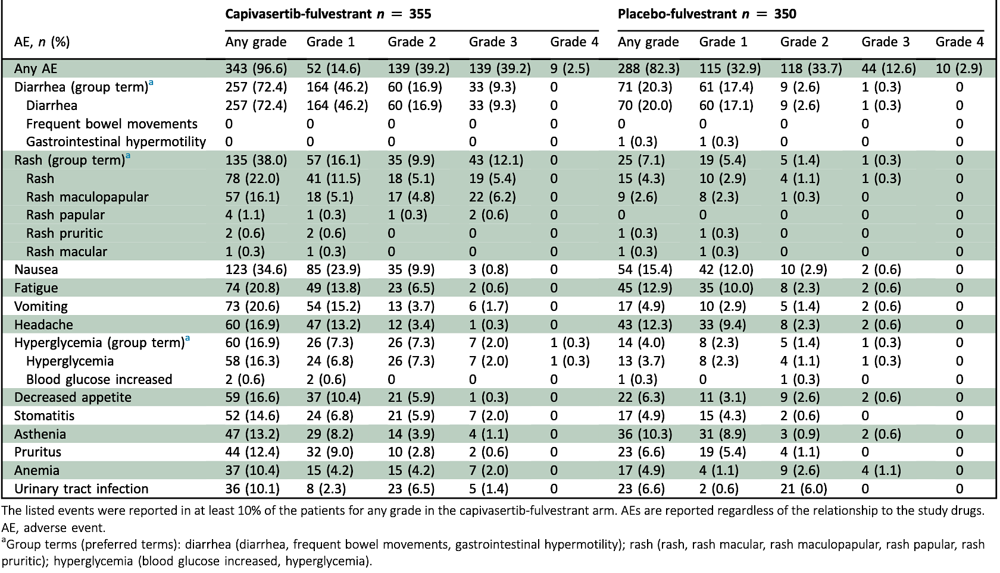 Capivasertib-fulvestrant n = 355 Placebo-fulvestrant n = 350
AE, n (%) Any grade Grade 1 Grade 2 Grade 3 Grade 4 Any grade Grade 1 Grade 2 Grade 3 Grade 4
Any AE 343 (96.6) 52 (14.6) 139 (39.2) 139 (39.2) 9 (2.5) 288 (82.3) 115 (32.9) 118 (33.7) 44 (12.6) 10 (2.9)
Diarrhea (group term)a 257 (72.4) 164 (46.2) 60 (16.9) 33 (9.3) 0 71 (20.3) 61 (17.4) 9 (2.6) 1 (0.3) 0
Diarrhea 257 (72.4) 164 (46.2) 60 (16.9) 33 (9.3) 0 70 (20.0) 60 (17.1) 9 (2.6) 1 (0.3) 0
Frequent bowel movements 0 0 0 0 0 0 0 0 0 0
Gastrointestinal hypermotility 0 0 0 0 0 1 (0.3) 1 (0.3) 0 0 0
Rash (group term)a 135 (38.0) 57 (16.1) 35 (9.9) 43 (12.1) 0 25 (7.1) 19 (5.4) 5 (1.4) 1 (0.3) 0
Rash 78 (22.0) 41 (11.5) 18 (5.1) 19 (5.4) 0 15 (4.3) 10 (2.9) 4 (1.1) 1 (0.3) 0
Rash maculopapular 57 (16.1) 18 (5.1) 17 (4.8) 22 (6.2) 0 9 (2.6) 8 (2.3) 1 (0.3) 0 0
Rash papular 4 (1.1) 1 (0.3) 1 (0.3) 2 (0.6) 0 0 0 0 0 0
Rash pruritic 2 (0.6) 2 (0.6) 0 0 0 1 (0.3) 1 (0.3) 0 0 0
Rash macular 1 (0.3) 1 (0.3) 0 0 0 1 (0.3) 1 (0.3) 0 0 0
Nausea 123 (34.6) 85 (23.9) 35 (9.9) 3 (0.8) 0 54 (15.4) 42 (12.0) 10 (2.9) 2 (0.6) 0
Fatigue 74 (20.8) 49 (13.8) 23 (6.5) 2 (0.6) 0 45 (12.9) 35 (10.0) 8 (2.3) 2 (0.6) 0
Vomiting 73 (20.6) 54 (15.2) 13 (3.7) 6 (1.7) 0 17 (4.9) 10 (2.9) 5 (1.4) 2 (0.6) 0
Headache 60 (16.9) 47 (13.2) 12 (3.4) 1 (0.3) 0 43 (12.3) 33 (9.4) 8 (2.3) 2 (0.6) 0
Hyperglycemia (group term)a 60 (16.9) 26 (7.3) 26 (7.3) 7 (2.0) 1 (0.3) 14 (4.0) 8 (2.3) 5 (1.4) 1 (0.3) 0
Hyperglycemia 58 (16.3) 24 (6.8) 26 (7.3) 7 (2.0) 1 (0.3) 13 (3.7) 8 (2.3) 4 (1.1) 1 (0.3) 0
Blood glucose increased 2 (0.6) 2 (0.6) 0 0 0 1 (0.3) 0 1 (0.3) 0 0
Decreased appetite 59 (16.6) 37 (10.4) 21 (5.9) 1 (0.3) 0 22 (6.3) 11 (3.1) 9 (2.6) 2 (0.6) 0
Stomatitis 52 (14.6) 24 (6.8) 21 (5.9) 7 (2.0) 0 17 (4.9) 15 (4.3) 2 (0.6) 0 0
Asthenia 47 (13.2) 29 (8.2) 14 (3.9) 4 (1.1) 0 36 (10.3) 31 (8.9) 3 (0.9) 2 (0.6) 0
Pruritus 44 (12.4) 32 (9.0) 10 (2.8) 2 (0.6) 0 23 (6.6) 19 (5.4) 4 (1.1) 0 0
Anemia 37 (10.4) 15 (4.2) 15 (4.2) 7 (2.0) 0 17 (4.9) 4 (1.1) 9 (2.6) 4 (1.1) 0
Urinary tract infection 36 (10.1) 8 (2.3) 23 (6.5) 5 (1.4) 0 23 (6.6) 2 (0.6) 21 (6.0) 0 0
The listed events were reported in at least 10% of the patients for any grade in the capivasertib-fulvestrant arm. AEs are reported regardless of the relationship to the study drugs.
AE, adverse event.
aGroup terms (preferred terms): diarrhea (diarrhea, frequent bowel movements, gastrointestinal hypermotility); rash (rash, rash macular, rash maculopapular, rash papular, rash
pruritic); hyperglycemia (blood glucose increased, hyperglycemia).